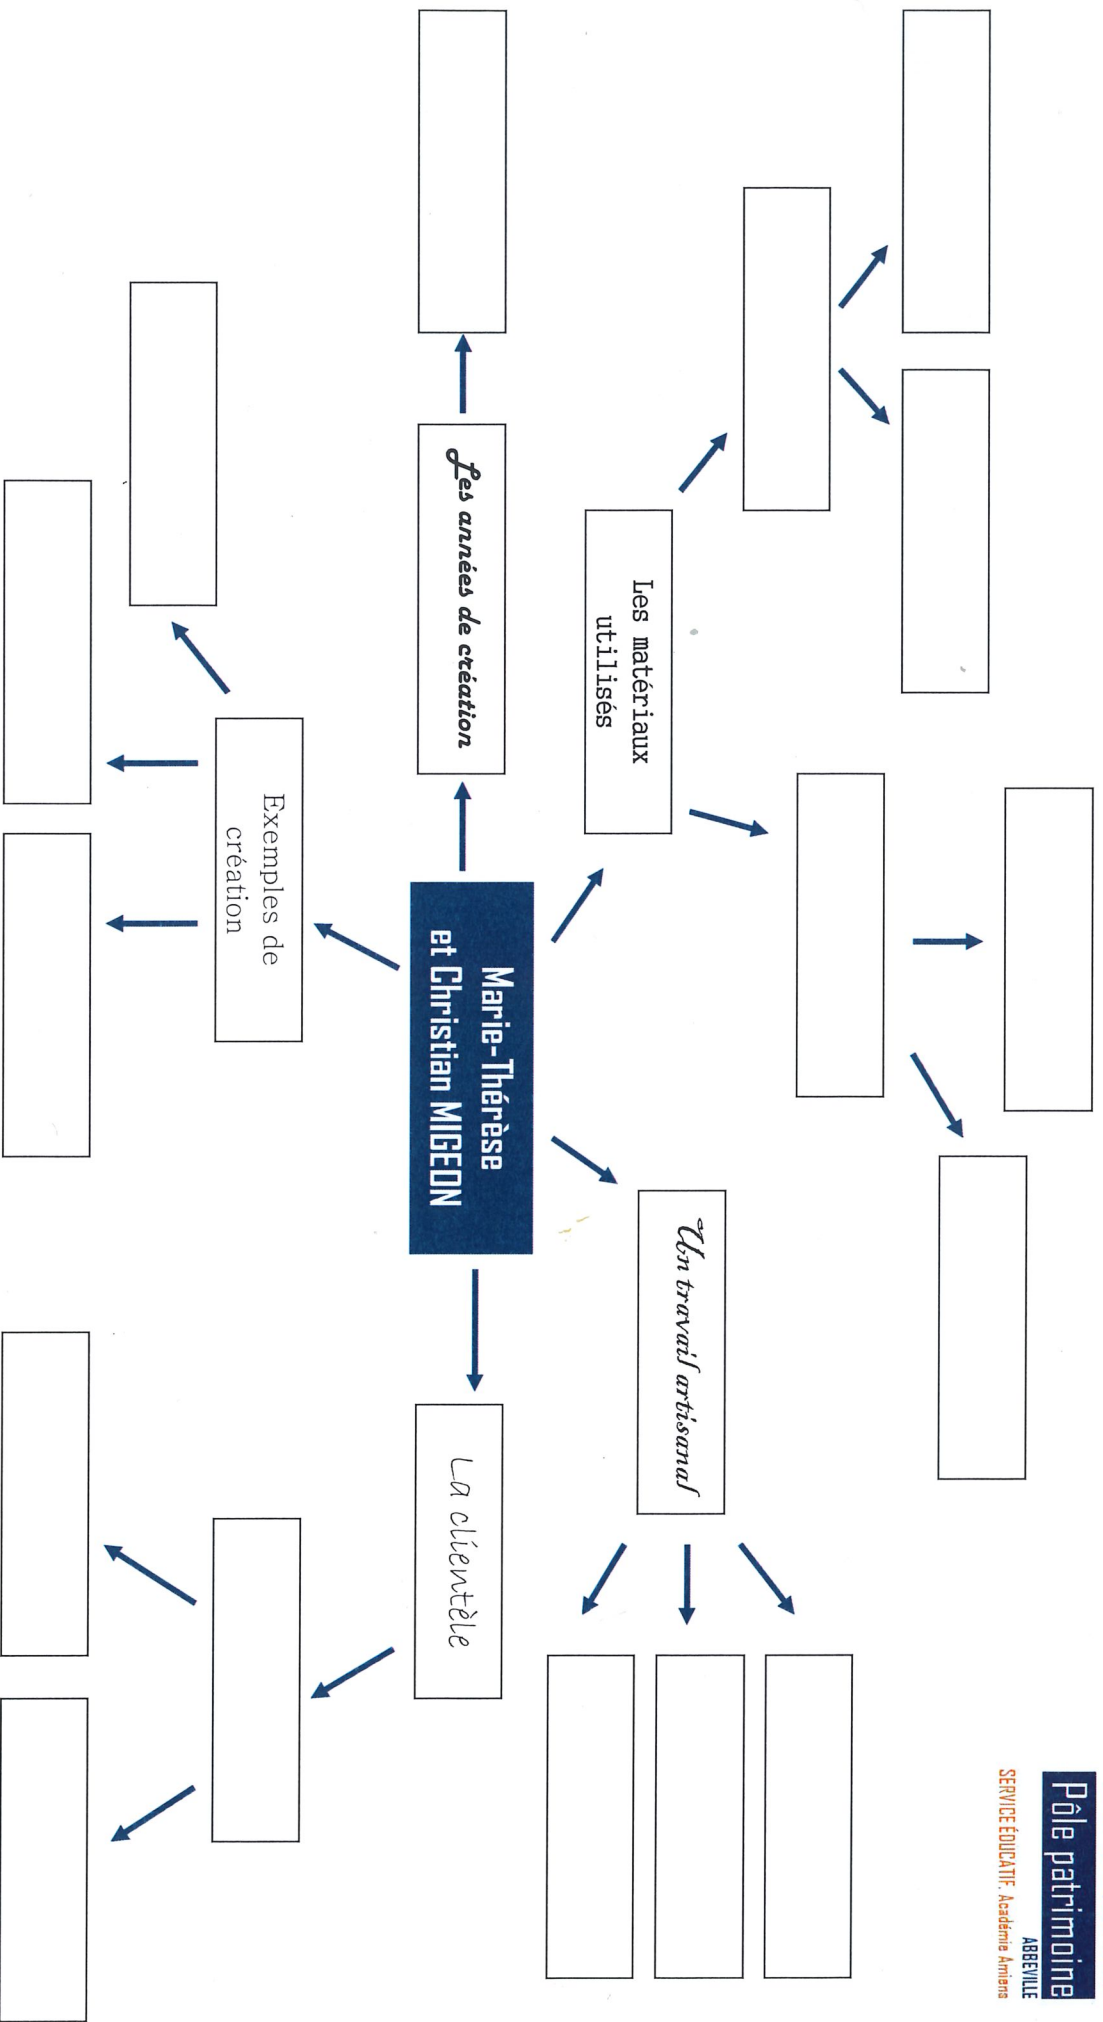 Pôle patrimoine
ABBEVILLE
SERVICE ÉDUCATIF, Académie Amiens
Les matériaux
utilisés
Un travail artisanal
Les années de création
Marie-Thérèse
et Christian MIGEON
La clientèle
Exemples de
création